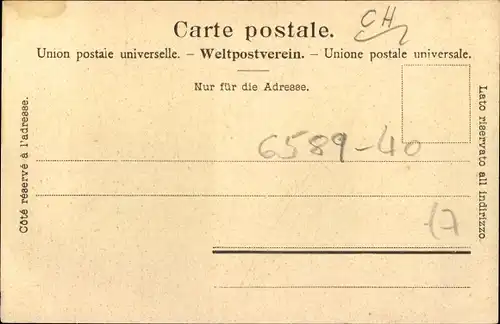 Carte postale.
CH
Union postale universelle. – Weltpostverein. – Unione postale universale.
Nur für die Adresse.
Côté réservé à l'adresse.
Lato riservato all indirizzo.
6589-40
17